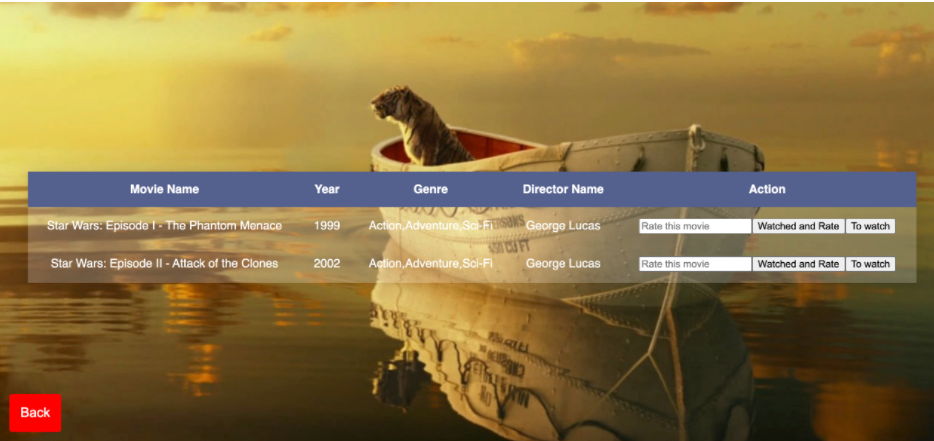 Movie Name Year Genre Director Name Action
Star Wars: Episode I - The Phantom Menace 1999 Action,Adventure,Sci-Fi George Lucas Rate this movie Watched and Rate To watch
Star Wars: Episode II - Attack of the Clones 2002 Action,Adventure,Sci-Fi George Lucas Rate this movie Watched and Rate To watch
Back